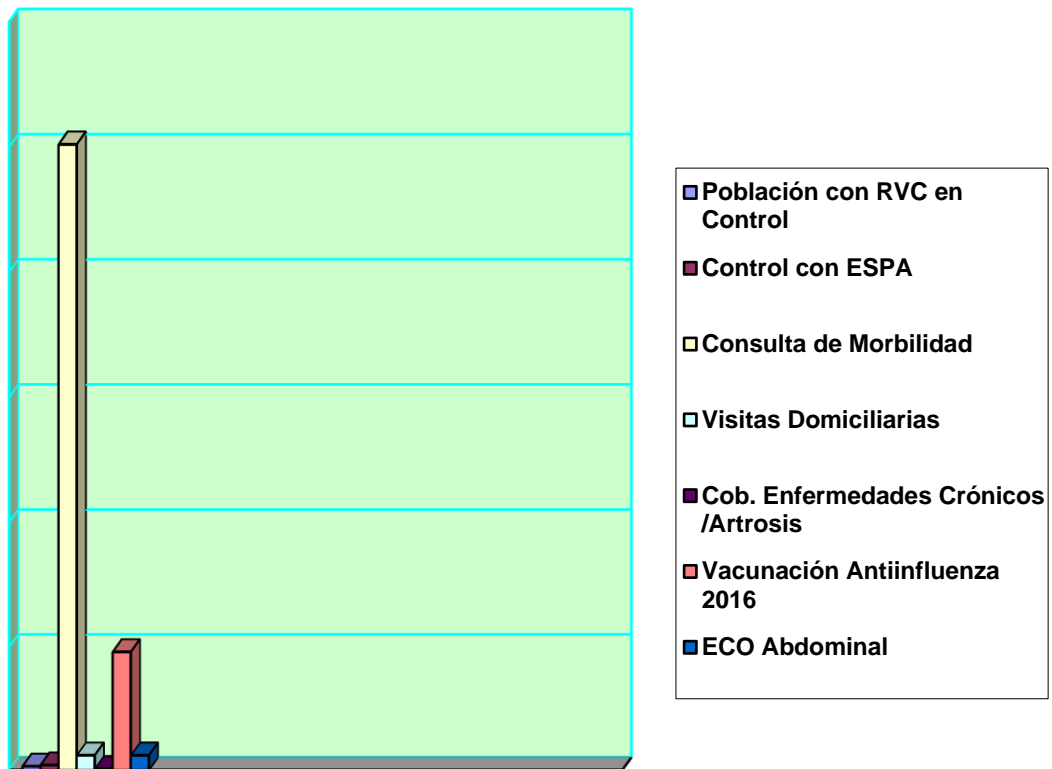 Población con RVC en
Control
Control con ESPA
Consulta de Morbilidad
Visitas Domiciliarias
Cob. Enfermedades Crónicos
/Artrosis
Vacunación Antiinfluenza
2016
ECO Abdominal